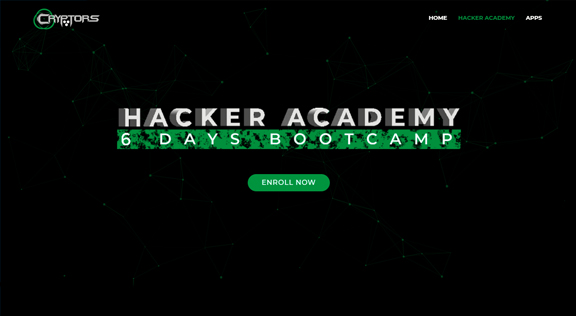 CRYPTORS
HOME HACKER ACADEMY APPS
HACKER ACADEMY
6 DAYS BOOTCAMP
ENROLL NOW